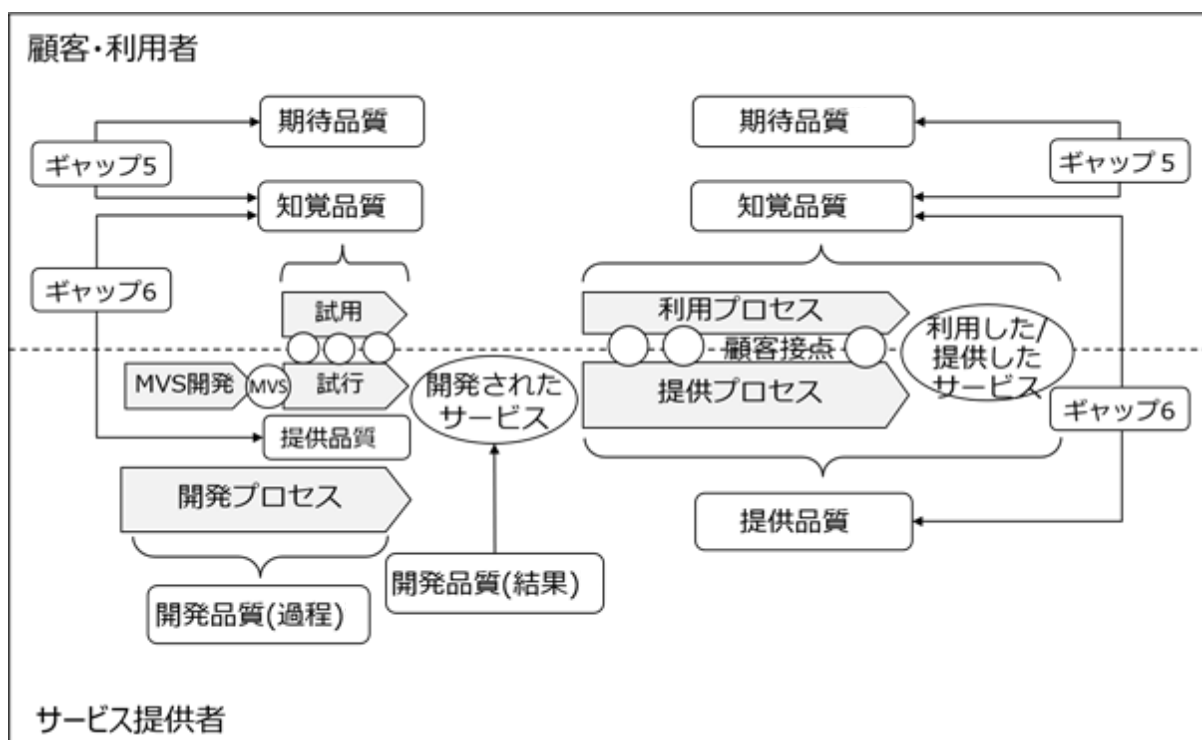 顧客・利用者
期待品質
期待品質
ギャップ5
ギャップ5
知覚品質
知覚品質
ギャップ6
試用
利用プロセス
利用した/
提供した
サービス
顧客接点
MVS開発
MVS
試行
開発された
サービス
提供プロセス
ギャップ6
提供品質
開発プロセス
提供品質
開発品質(結果)
開発品質(過程)
サービス提供者